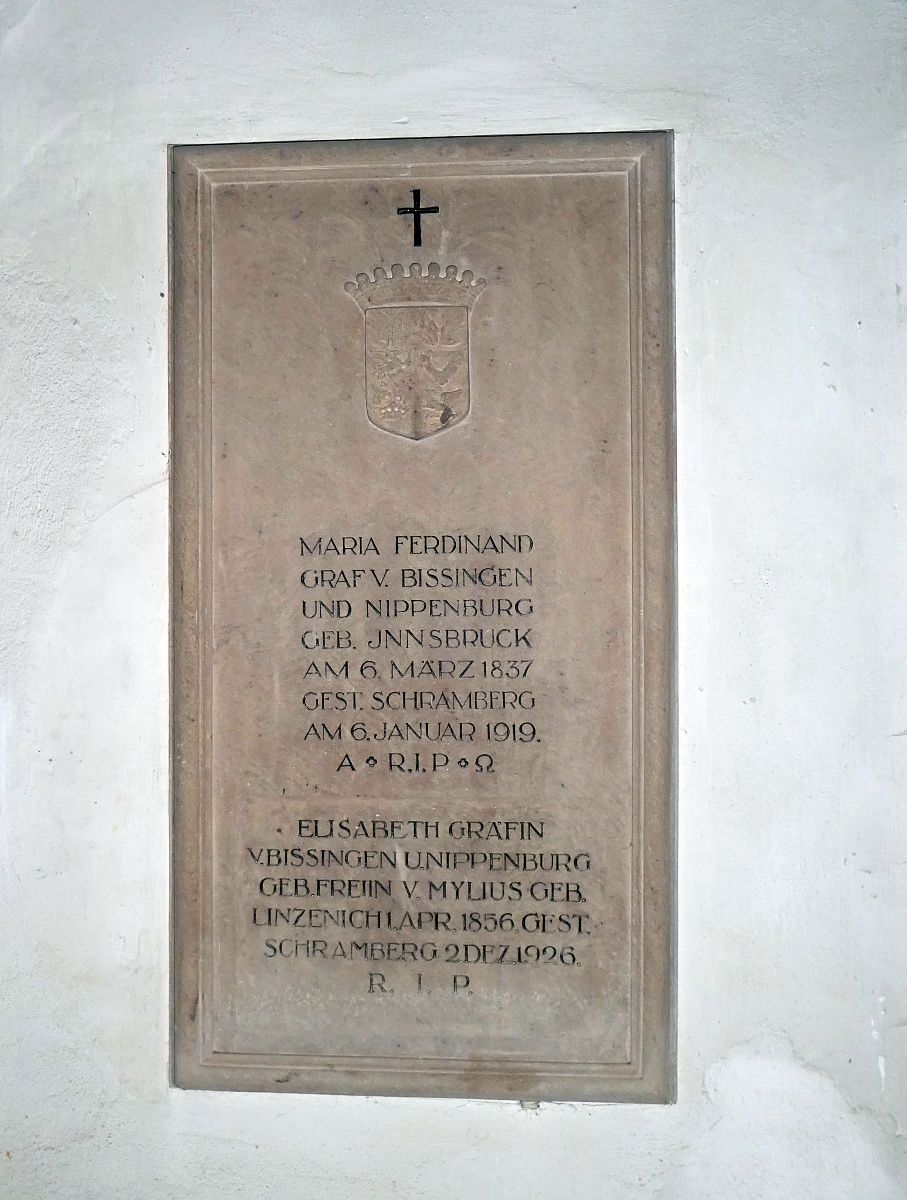 MARIA FERDINAND
GRAF V. BISSINGEN
UND NIPPENBURG
GEB. JNNSBRUCK
AM 6. MÄRZ 1837
GEST. SCHRAMBERG
AM 6. JANUAR 1919.
A R.I.P Ω
ELISABETH GRÄFIN
V. BISSINGEN U. NIPPENBURG
GEB. FREIIN V. MYLIUS GEB.
LINZENICH 1. APR. 1856. GEST.
SCHRAMBERG 2 DEZ. 1926.
R. I. P.